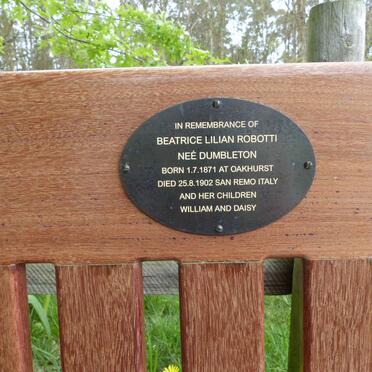 IN REMEMBRANCE OF
BEATRICE LILIAN ROBOTTI
NEÉ DUMBLETON
BORN 1.7.1871 AT OAKHURST
DIED 25.8.1902 SAN REMO ITALY
AND HER CHILDREN
WILLIAM AND DAISY